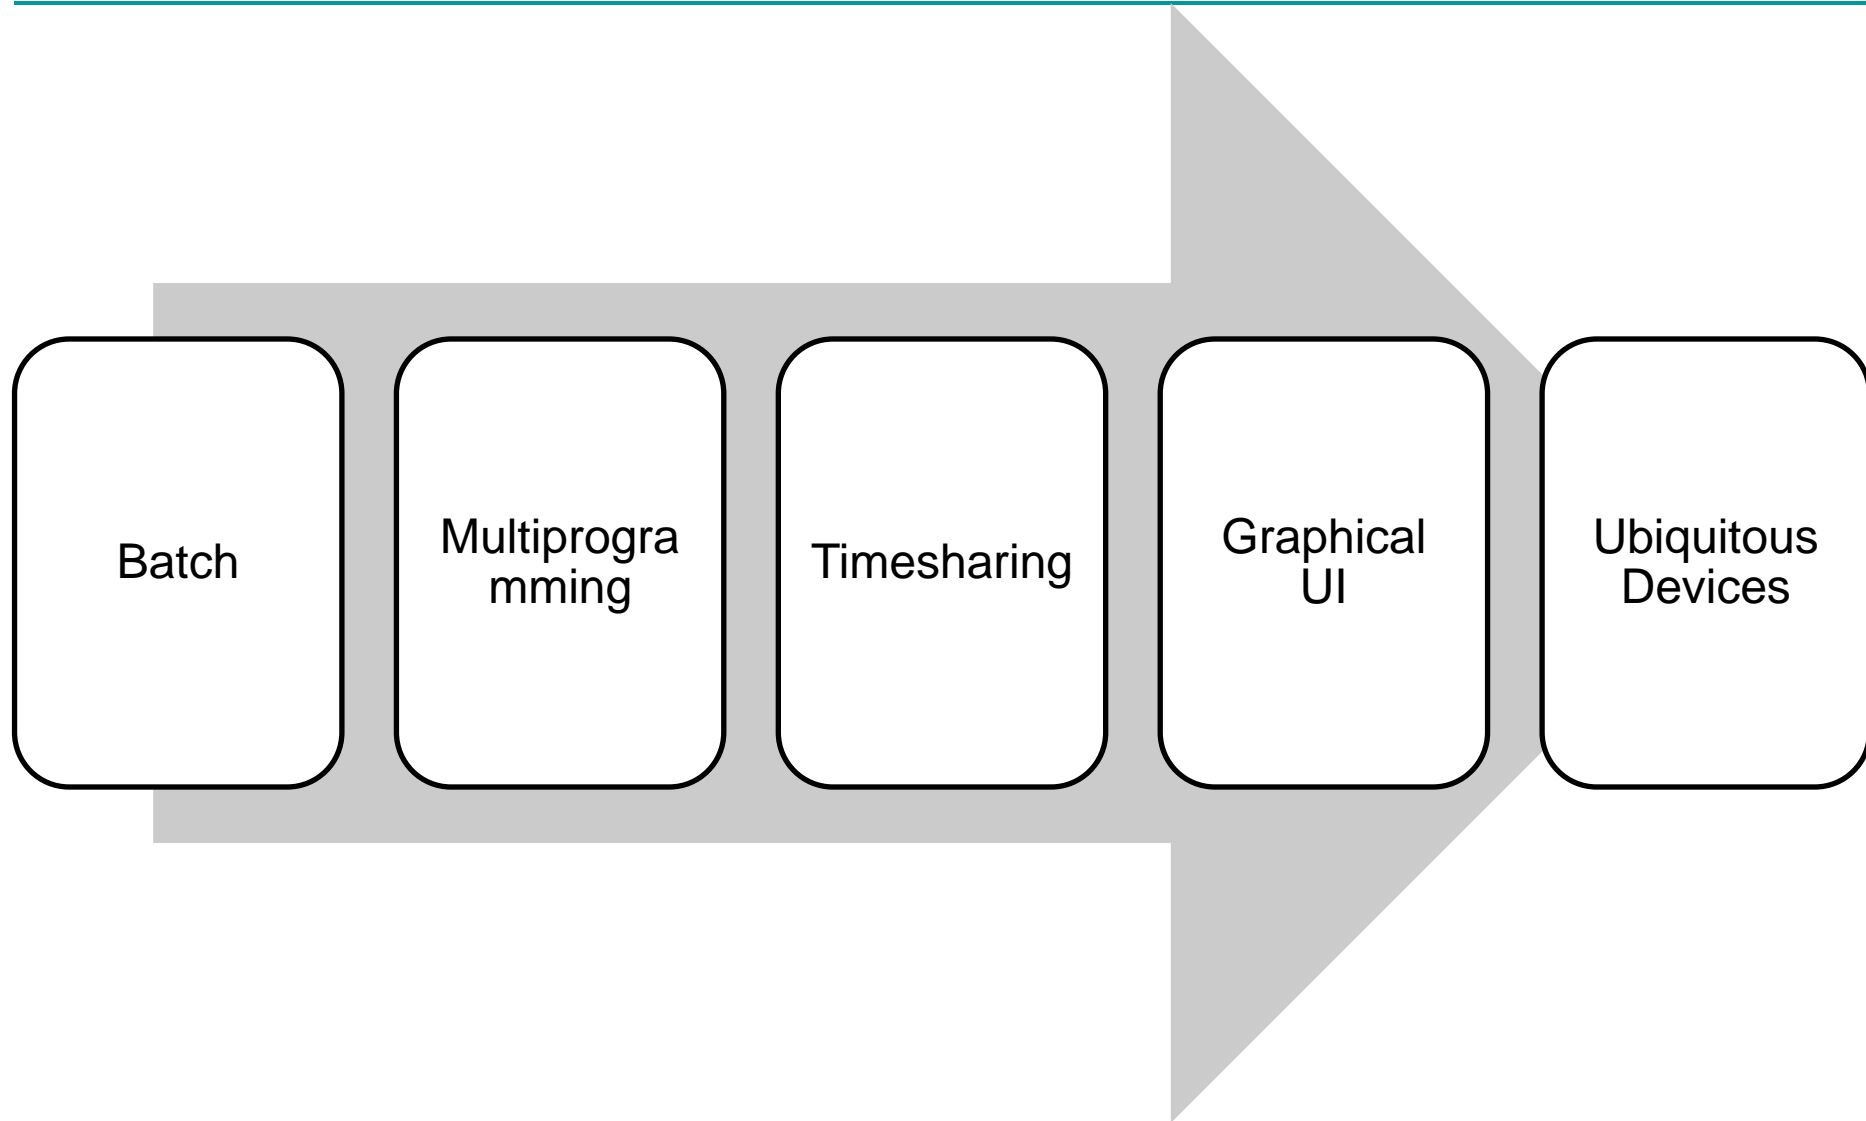 Batch
Multiprogra
mming
Timesharing
Graphical
UI
Ubiquitous
Devices